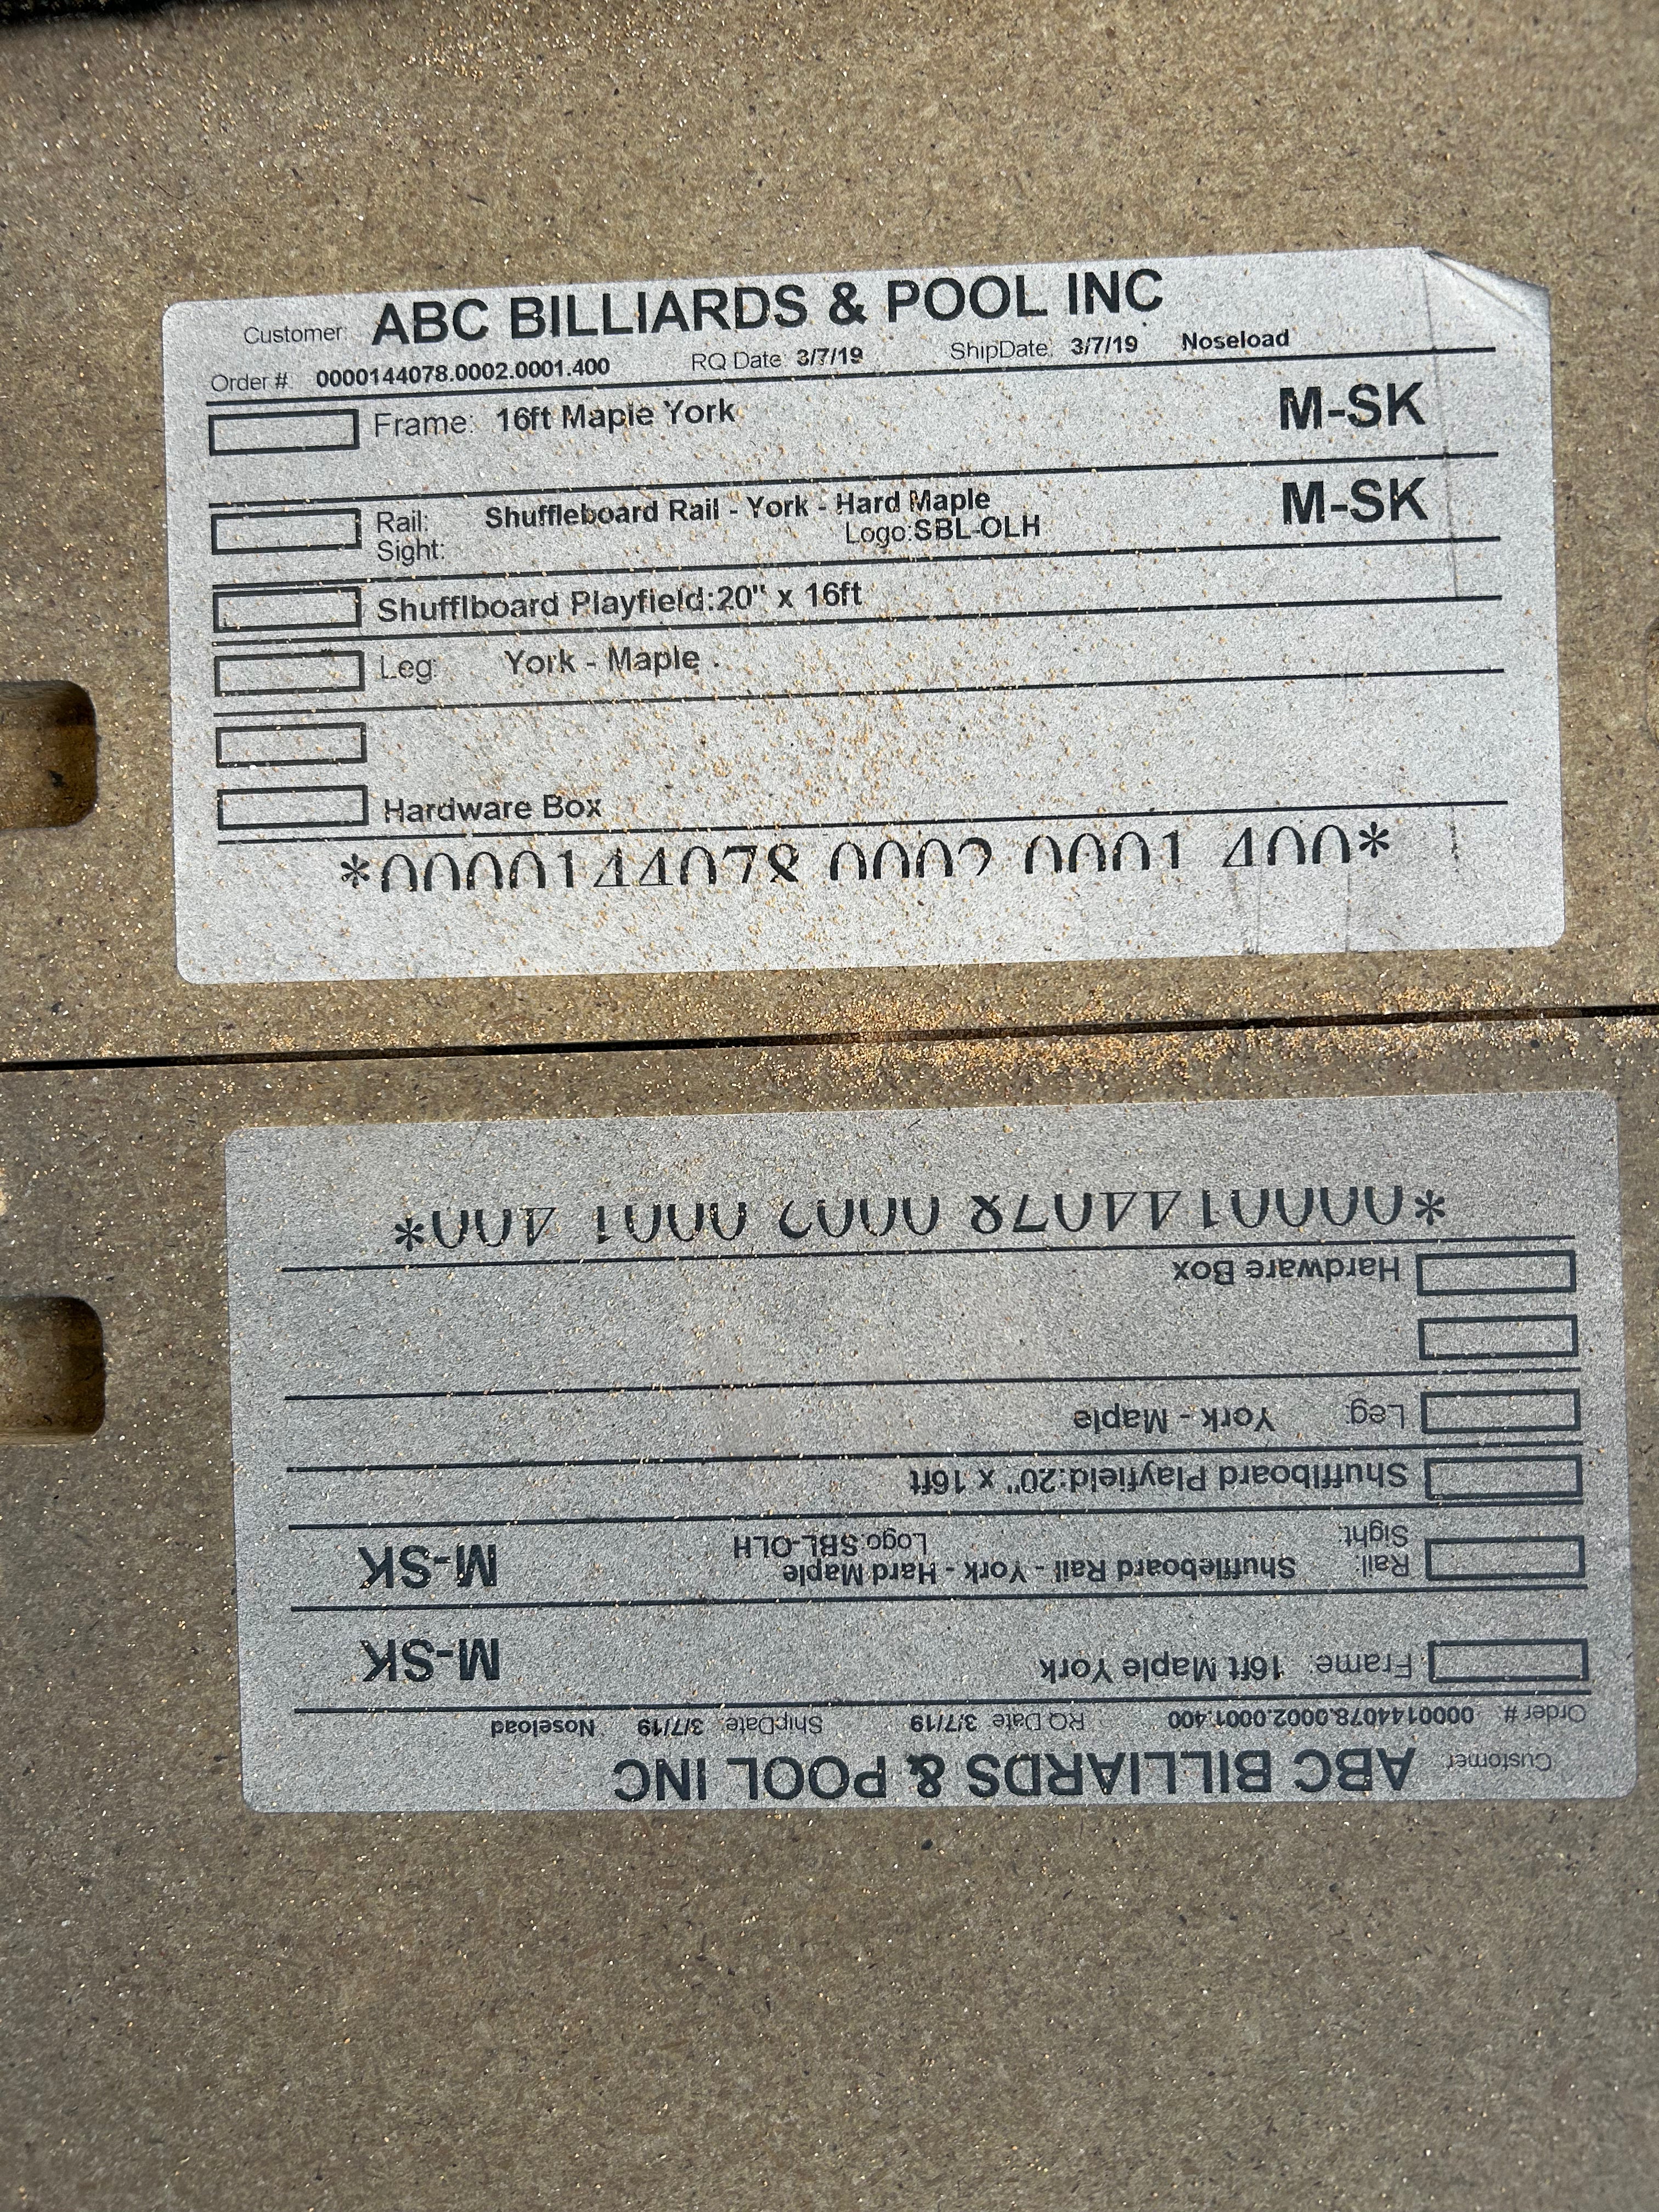 Customer: ABC BILLIARDS & POOL INC
Order #: 0000144078.0002.0001.400 RQ Date: 3/7/19 ShipDate: 3/7/19 Noseload
Frame: 16ft Maple York M-SK
Rail: Shuffleboard Rail - York - Hard Maple M-SK
Sight: Logo:SBL-OLH
Shufflboard Playfield:20" x 16ft
Leg: York - Maple
Hardware Box
*0000144078 0002 0001 400*
Customer: ABC BILLIARDS & POOL INC
Order #: 0000144078.0002.0001.400 RQ Date: 3/7/19 ShipDate: 3/7/19 Noseload
Frame: 16ft Maple York M-SK
Rail: Shuffleboard Rail - York - Hard Maple M-SK
Sight: Logo:SBL-OLH
Shufflboard Playfield:20" x 16ft
Leg: York - Maple
Hardware Box
*0000144078 0002 0001 400*